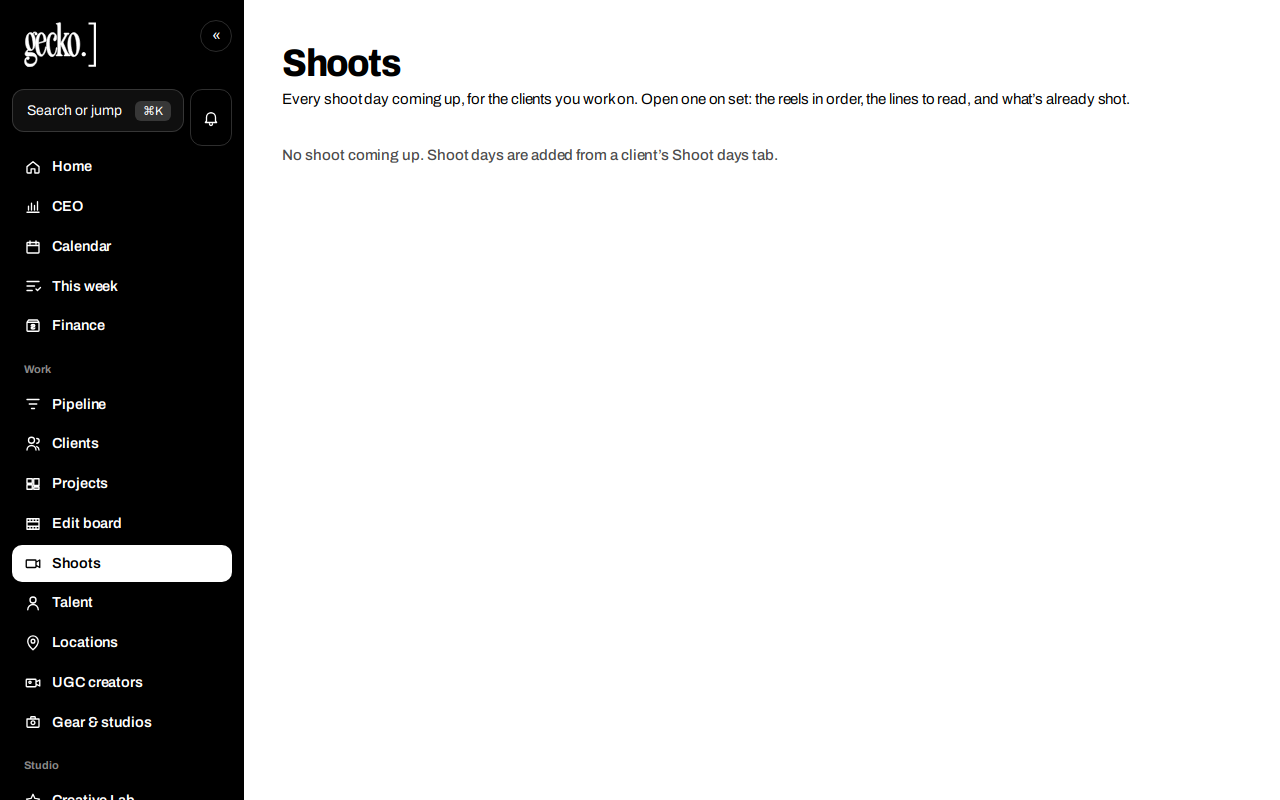 gecko.]
«
Search or jump ⌘K
Home
CEO
Calendar
This week
Finance
Work
Pipeline
Clients
Projects
Edit board
Shoots
Talent
Locations
UGC creators
Gear & studios
Studio
Creative Lab
Shoots
Every shoot day coming up, for the clients you work on. Open one on set: the reels in order, the lines to read, and what’s already shot.
No shoot coming up. Shoot days are added from a client’s Shoot days tab.